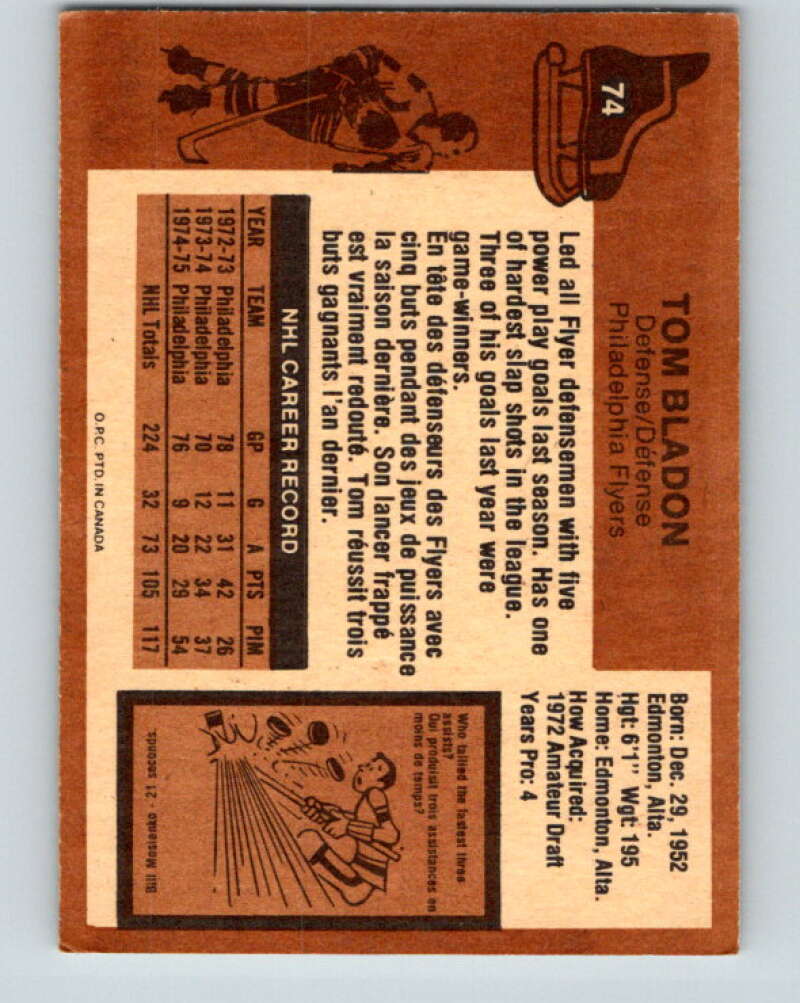 74
TOM BLADON
Defense/Défense
Philadelphia Flyers
Born: Dec. 29, 1952
Edmonton, Alta.
Hgt: 6'1" Wgt: 195
Home: Edmonton, Alta.
How Acquired:
1972 Amateur Draft
Years Pro: 4
Led all Flyer defensemen with five
power play goals last season. Has one
of hardest slap shots in the league.
Three of his goals last year were
game-winners.
En tête des défenseurs des Flyers avec
cinq buts pendant des jeux de puissance
la saison dernière. Son lancer frappé
est vraiment redouté. Tom réussit trois
buts gagnants l'an dernier.
NHL CAREER RECORD
YEAR TEAM GP G A PTS PIM
1972-73 Philadelphia 78 11 31 42 26
1973-74 Philadelphia 70 12 22 34 37
1974-75 Philadelphia 76 9 20 29 54
NHL Totals 224 32 73 105 117
O.P.C. PTD. IN CANADA
Who tallied the fastest three
assists?
Qui produisit trois assistances en
moins de temps?
Bill Mosienko - 21 seconds